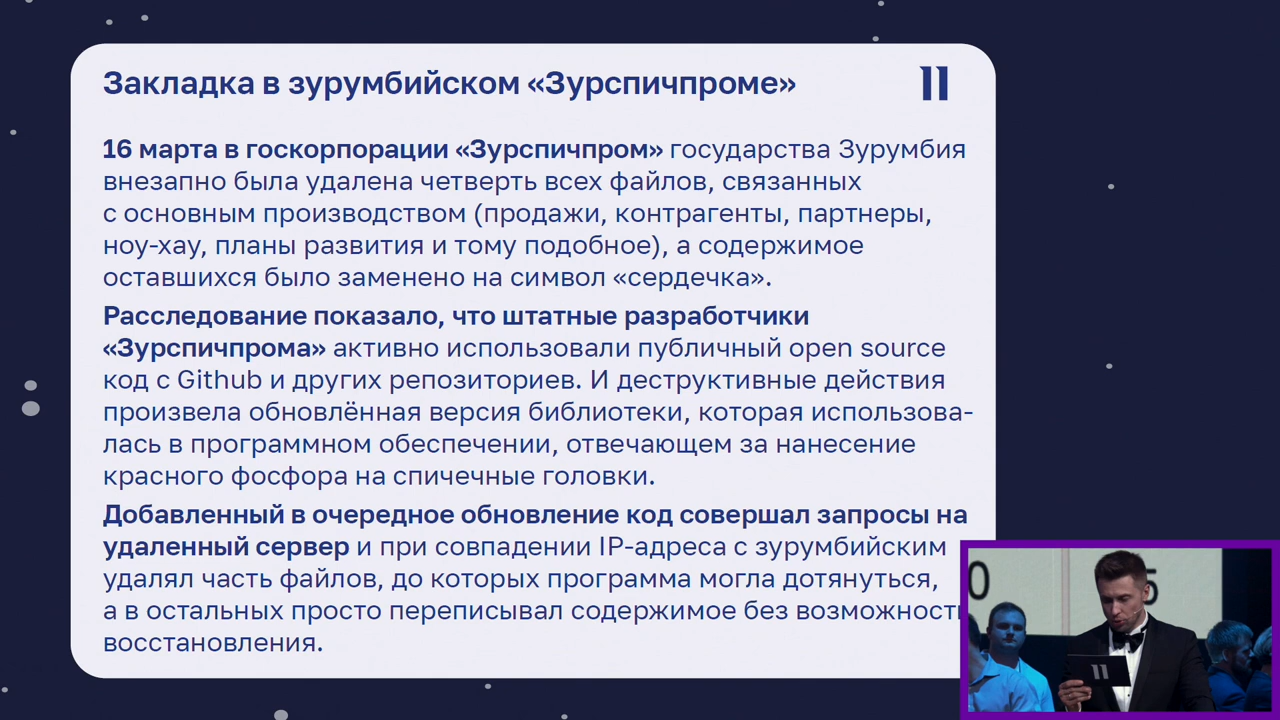 Закладка в зурумбийском «Зурспичпроме»
11
16 марта в госкорпорации «Зурспичпром» государства Зурумбия
внезапно была удалена четверть всех файлов, связанных
с основным производством (продажи, контрагенты, партнеры,
ноу-хау, планы развития и тому подобное), а содержимое
оставшихся было заменено на символ «сердечка».
Расследование показало, что штатные разработчики
«Зурспичпрома» активно использовали публичный open source
код с Github и других репозиториев. И деструктивные действия
произвела обновлённая версия библиотеки, которая использова-
лась в программном обеспечении, отвечающем за нанесение
красного фосфора на спичечные головки.
Добавленный в очередное обновление код совершал запросы на
удаленный сервер и при совпадении IP-адреса с зурумбийским
удалял часть файлов, до которых программа могла дотянуться,
а в остальных просто переписывал содержимое без возможност
восстановления.
0
5
11